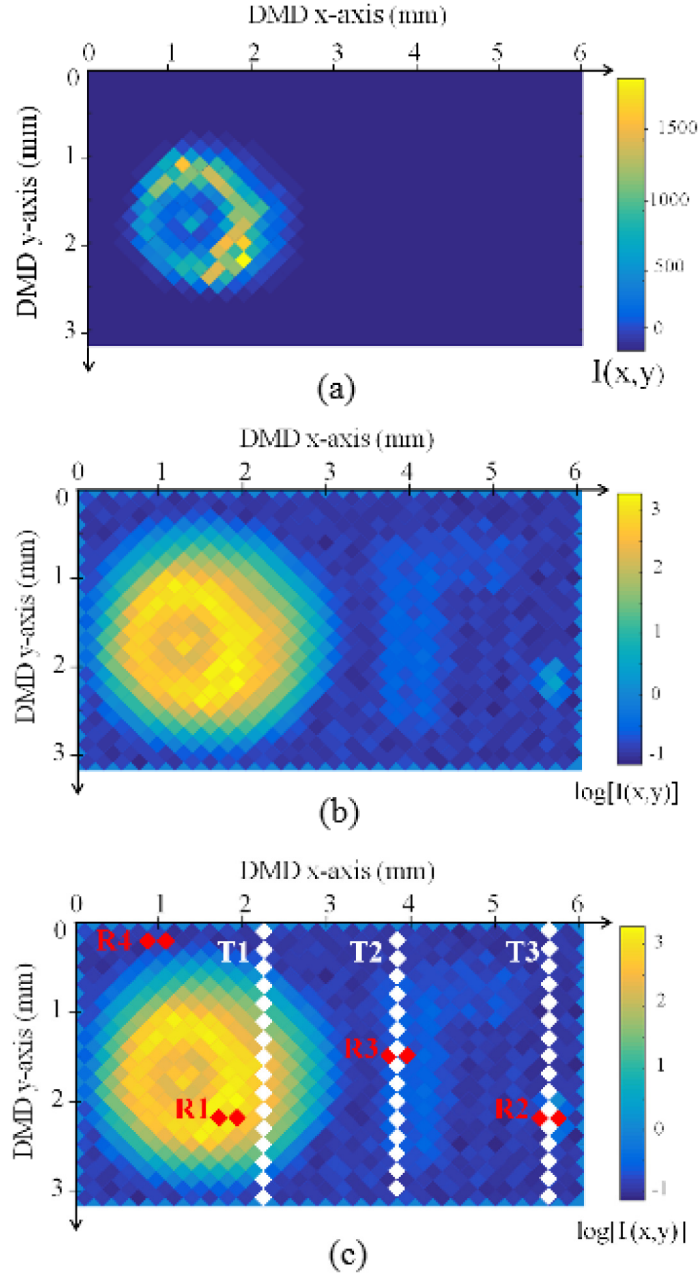 DMD x-axis (mm)
0 1 2 3 4 5 6
DMD y-axis (mm)
0
1
2
3
1500
1000
500
0
I(x,y)
(a)
DMD x-axis (mm)
0 1 2 3 4 5 6
DMD y-axis (mm)
0
1
2
3
3
2
1
0
-1
log[I(x,y)]
(b)
DMD x-axis (mm)
0 1 2 3 4 5 6
DMD y-axis (mm)
0
1
2
3
R4 T1 T2 T3
R3
R1 R2
3
2
1
0
-1
log[I(x,y)]
(c)